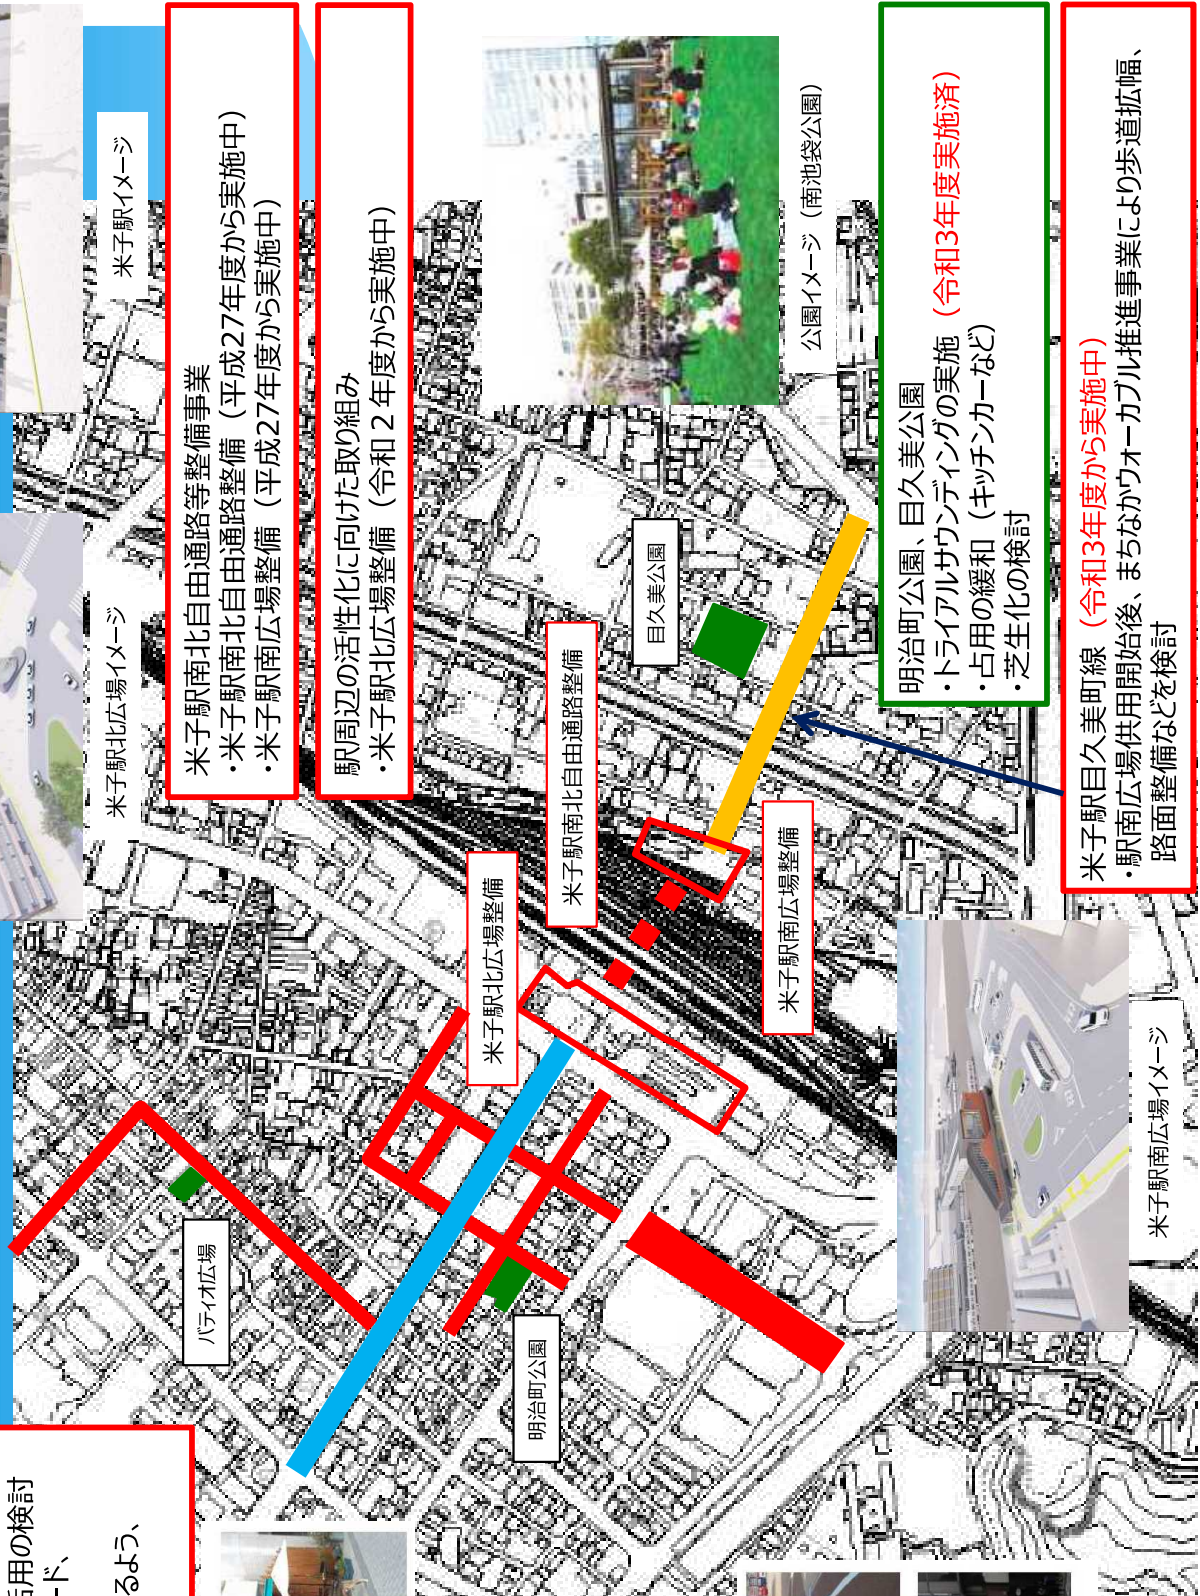 活用の検討
ード、
るよう、
米子駅イメージ
米子駅北広場イメージ
米子駅南北自由通路等整備事業
・米子駅南北自由通路整備（平成27年度から実施中）
・米子駅南広場整備（平成27年度から実施中）
駅周辺の活性化に向けた取り組み
・米子駅北広場整備（令和２年度から実施中）
公園イメージ（南池袋公園）
明治町公園、目久美公園
・トライアルサウンディングの実施（令和3年度実施済）
・占用の緩和（キッチンカーなど）
・芝生化の検討
米子駅目久美町線（令和3年度から実施中）
・駅南広場供用開始後、まちなかウォーカブル推進事業により歩道拡幅、
路面整備などを検討
目久美公園
米子駅南北自由通路整備
米子駅北広場整備
米子駅南広場整備
パティオ広場
明治町公園
米子駅南広場イメージ